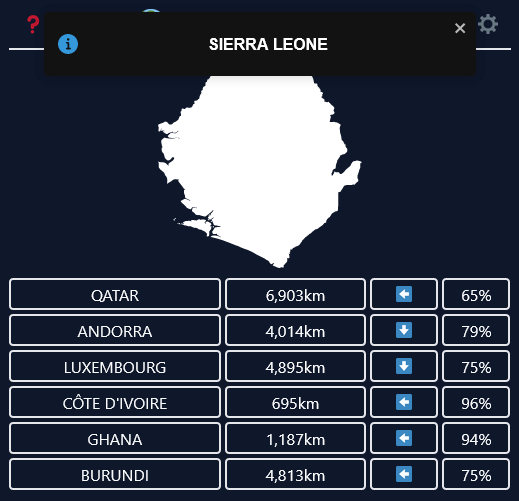 ?
SIERRA LEONE
×
QATAR 6,903km ⬅ 65%
ANDORRA 4,014km ⬇ 79%
LUXEMBOURG 4,895km ⬇ 75%
CÔTE D'IVOIRE 695km ⬅ 96%
GHANA 1,187km ⬅ 94%
BURUNDI 4,813km ⬅ 75%